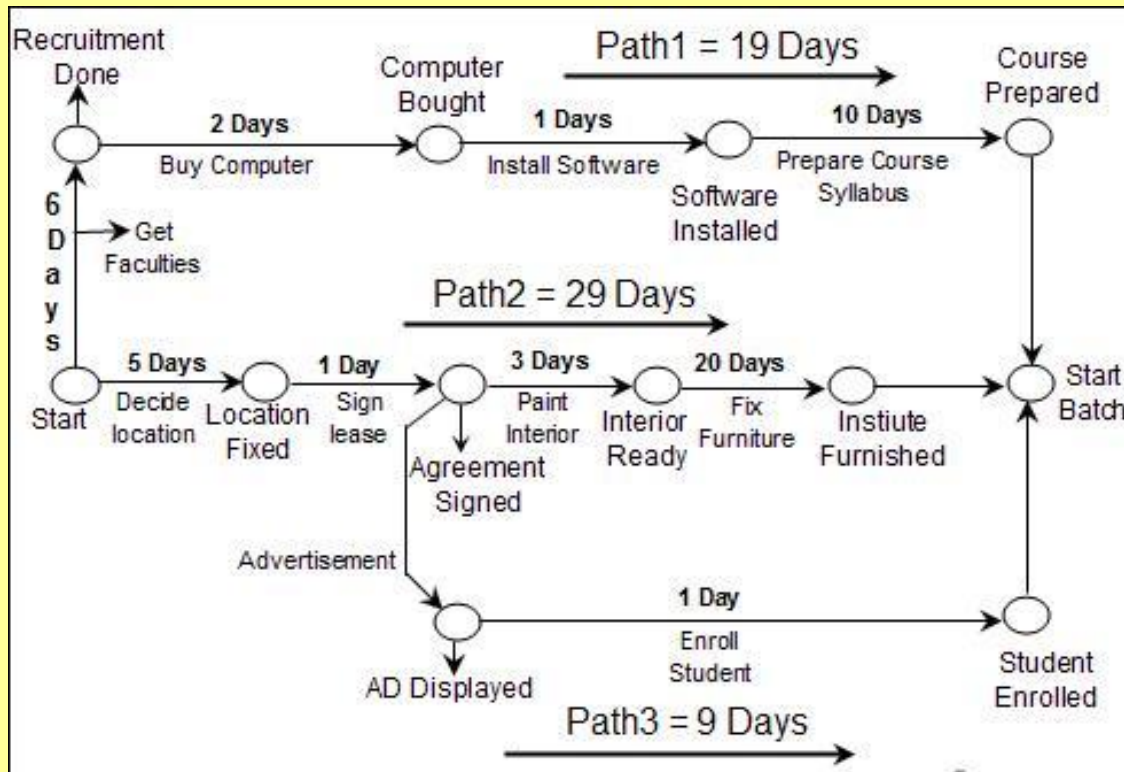 Recruitment
Done
Path1 = 19 Days
Computer
Bought
Course
Prepared
2 Days
Buy Computer
1 Days
Install Software
10 Days
Prepare Course
Syllabus
Software
Installed
6
D
a
y
s
Get
Faculties
Path2 = 29 Days
5 Days
Decide
location
1 Day
Sign
lease
3 Days
Paint
Interior
20 Days
Fix
Furniture
Start
Location
Fixed
Agreement
Signed
Interior
Ready
Instiute
Furnished
Start
Batch
Advertisement
1 Day
Enroll
Student
AD Displayed
Student
Enrolled
Path3 = 9 Days